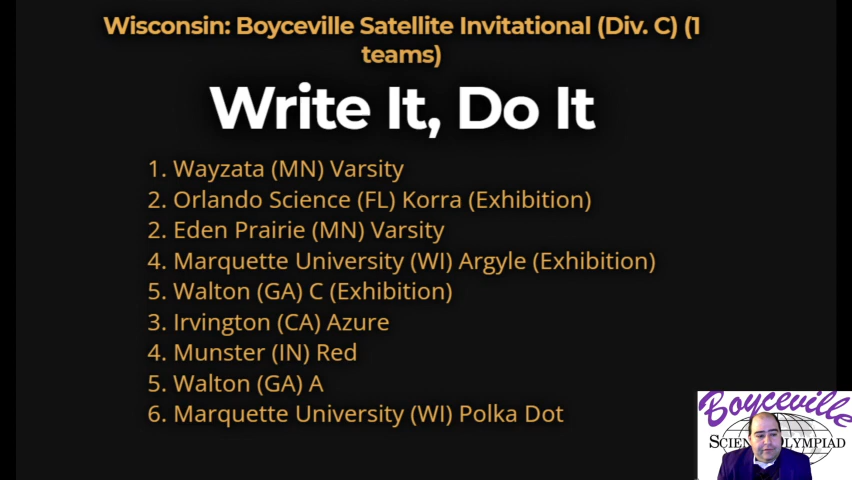 Wisconsin: Boyceville Satellite Invitational (Div. C) (1
teams)
Write It, Do It
1. Wayzata (MN) Varsity
2. Orlando Science (FL) Korra (Exhibition)
2. Eden Prairie (MN) Varsity
4. Marquette University (WI) Argyle (Exhibition)
5. Walton (GA) C (Exhibition)
3. Irvington (CA) Azure
4. Munster (IN) Red
5. Walton (GA) A
6. Marquette University (WI) Polka Dot
Boyceville